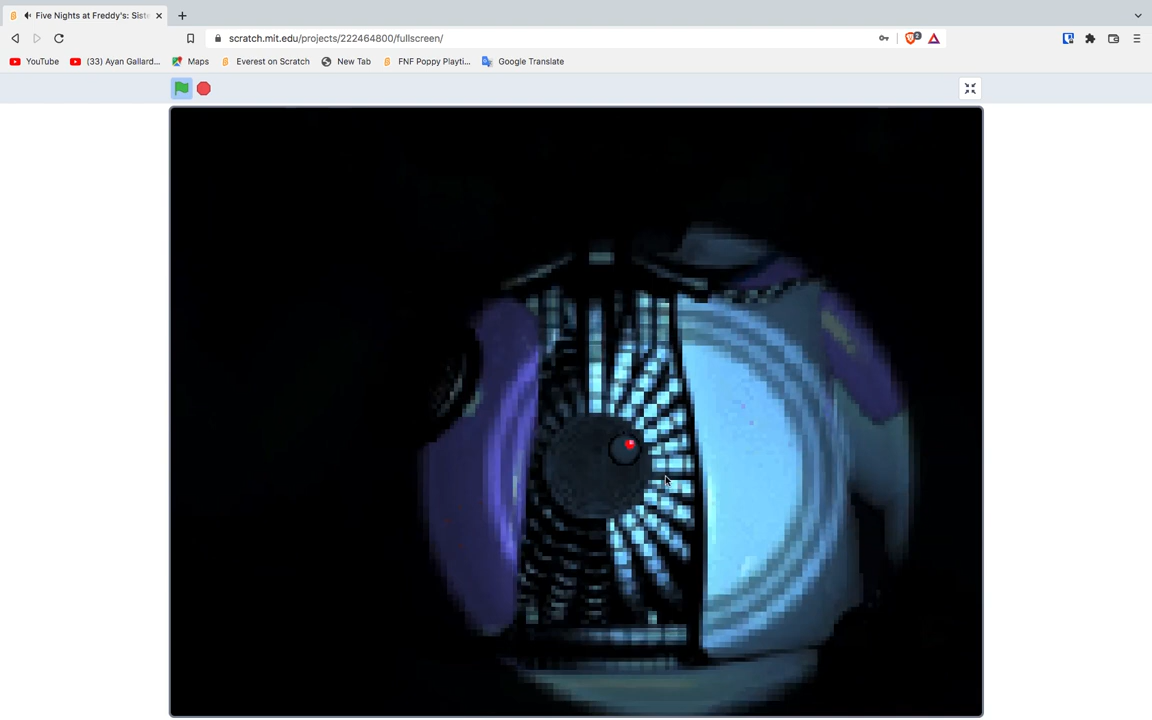 Five Nights at Freddy's: Siste
scratch.mit.edu/projects/222464800/fullscreen/
2
YouTube (33) Ayan Gallard... Maps Everest on Scratch New Tab FNF Poppy Playti... Google Translate